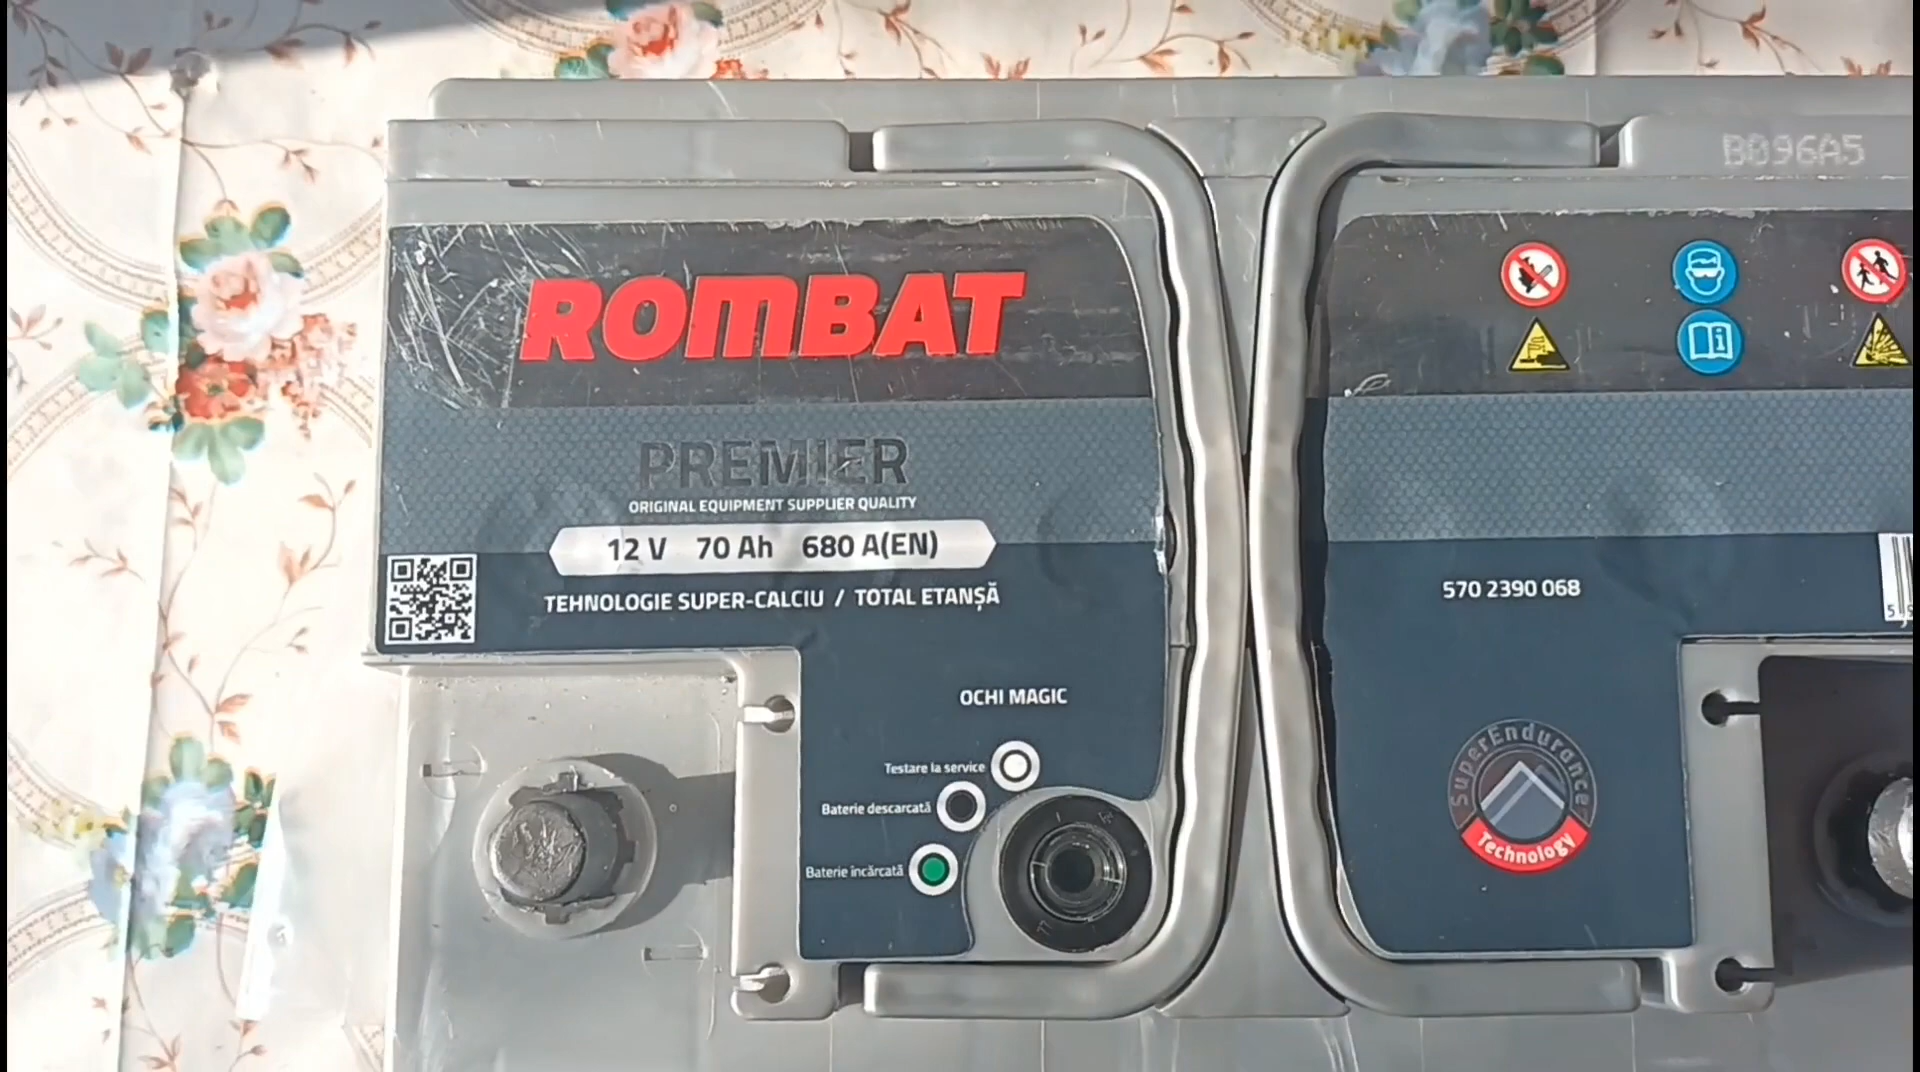 B096A5
ROMBAT
PREMIER
ORIGINAL EQUIPMENT SUPPLIER QUALITY
12 V 70 Ah 680 A(EN)
TEHNOLOGIE SUPER-CALCIU / TOTAL ETANȘĂ
570 2390 068
OCHI MAGIC
Testare la service
Baterie descarcată
Baterie încărcată
SuperEndurance
Technology